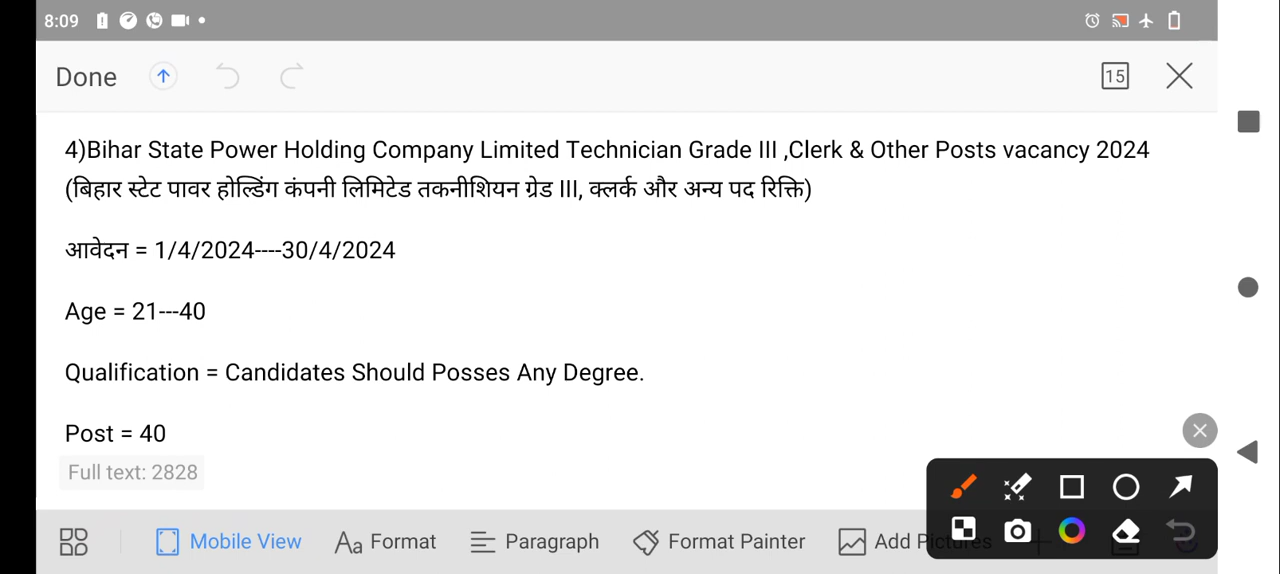 8:09
Done
15
4)Bihar State Power Holding Company Limited Technician Grade III ,Clerk & Other Posts vacancy 2024
(बिहार स्टेट पावर होल्डिंग कंपनी लिमिटेड तकनीशियन ग्रेड III, क्लर्क और अन्य पद रिक्ति)
आवेदन = 1/4/2024----30/4/2024
Age = 21---40
Qualification = Candidates Should Posses Any Degree.
Post = 40
Full text: 2828
Mobile View
Aa Format
Paragraph
Format Painter
Add Pictures